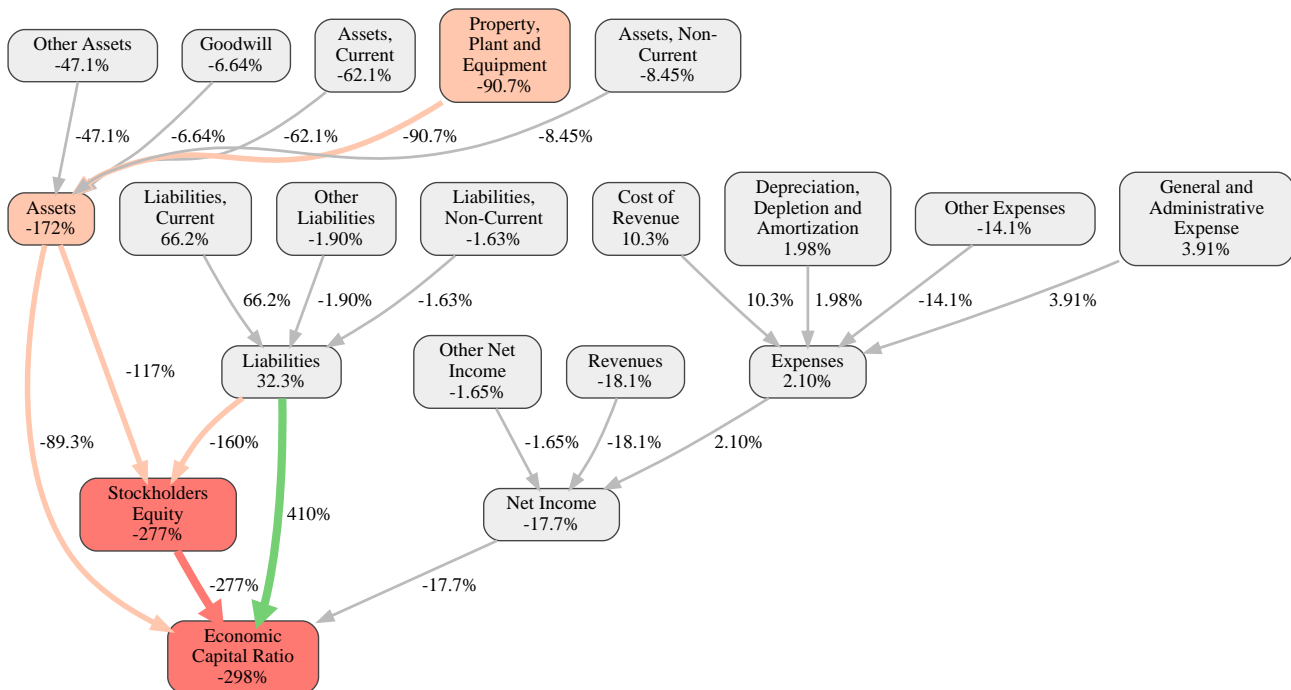 Other Assets
-47.1%
Goodwill
-6.64%
Assets,
Current
-62.1%
Property,
Plant and
Equipment
-90.7%
Assets, Non-
Current
-8.45%
-47.1%
-6.64%
-62.1%
-90.7%
-8.45%
Assets
-172%
Liabilities,
Current
66.2%
Other
Liabilities
-1.90%
Liabilities,
Non-Current
-1.63%
Cost of
Revenue
10.3%
Depreciation,
Depletion and
Amortization
1.98%
Other Expenses
-14.1%
General and
Administrative
Expense
3.91%
66.2%
-1.90%
-1.63%
10.3%
1.98%
-14.1%
3.91%
Liabilities
32.3%
Other Net
Income
-1.65%
Revenues
-18.1%
Expenses
2.10%
-117%
-89.3%
-160%
-1.65%
-18.1%
2.10%
Stockholders
Equity
-277%
410%
Net Income
-17.7%
-277%
-17.7%
Economic
Capital Ratio
-298%